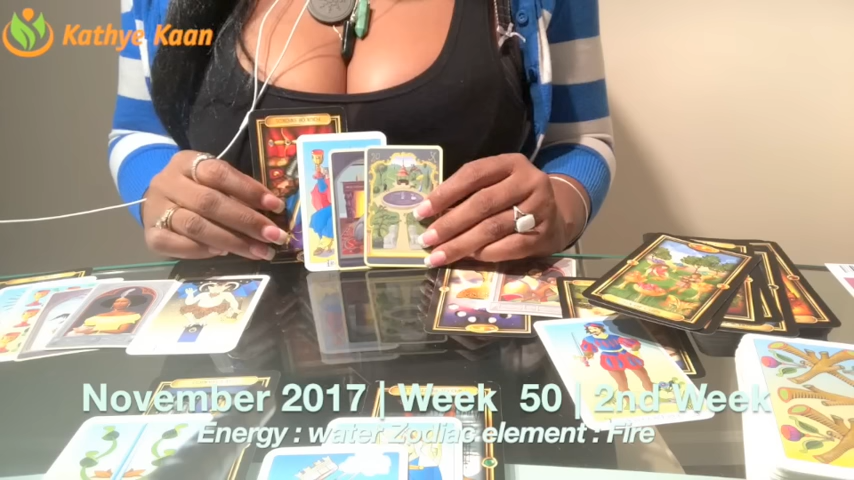 Kathye Kaan
November 2017 | Week 50 | 2nd Week
Energy : water Zodiac element : Fire